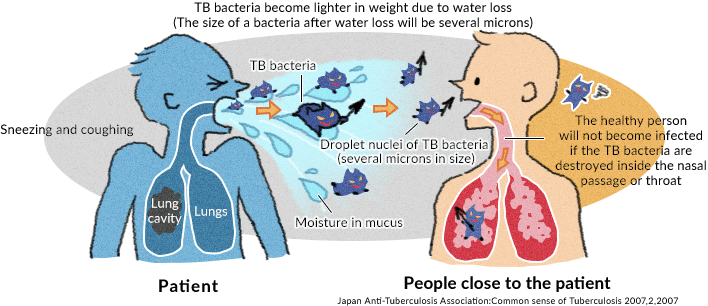 TB bacteria become lighter in weight due to water loss
(The size of a bacteria after water loss will be several microns)
TB bacteria
Sneezing and coughing
Droplet nuclei of TB bacteria
(several microns in size)
The healthy person
will not become infected
if the TB bacteria are
destroyed inside the nasal
passage or throat
Lung
cavity
Lungs
Moisture in mucus
Patient
People close to the patient
Japan Anti-Tuberculosis Association:Common sense of Tuberculosis 2007,2,2007